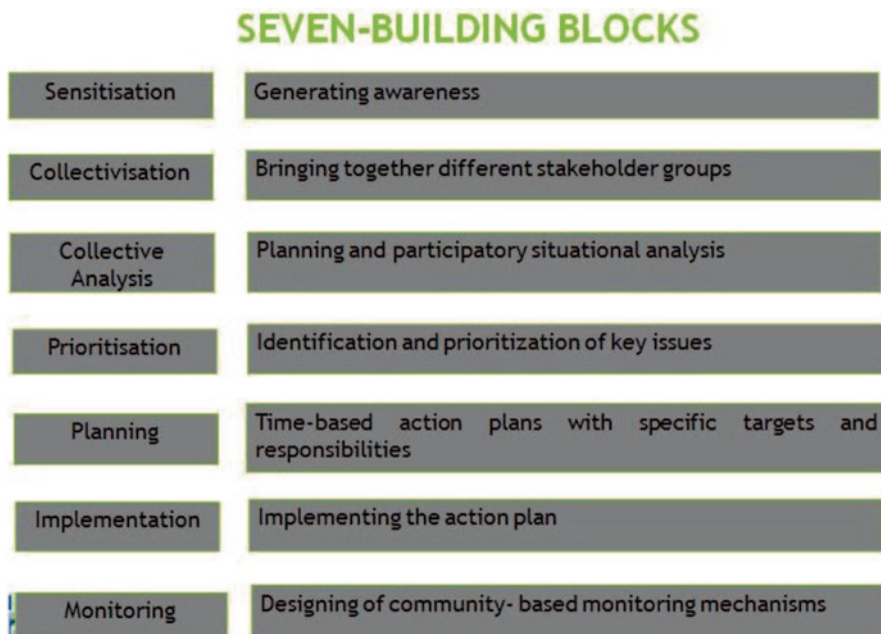 SEVEN-BUILDING BLOCKS
Sensitisation
Generating awareness
Collectivisation
Bringing together different stakeholder groups
Collective
Analysis
Planning and participatory situational analysis
Prioritisation
Identification and prioritization of key issues
Planning
Time-based action plans with specific targets and
responsibilities
Implementation
Implementing the action plan
Monitoring
Designing of community- based monitoring mechanisms